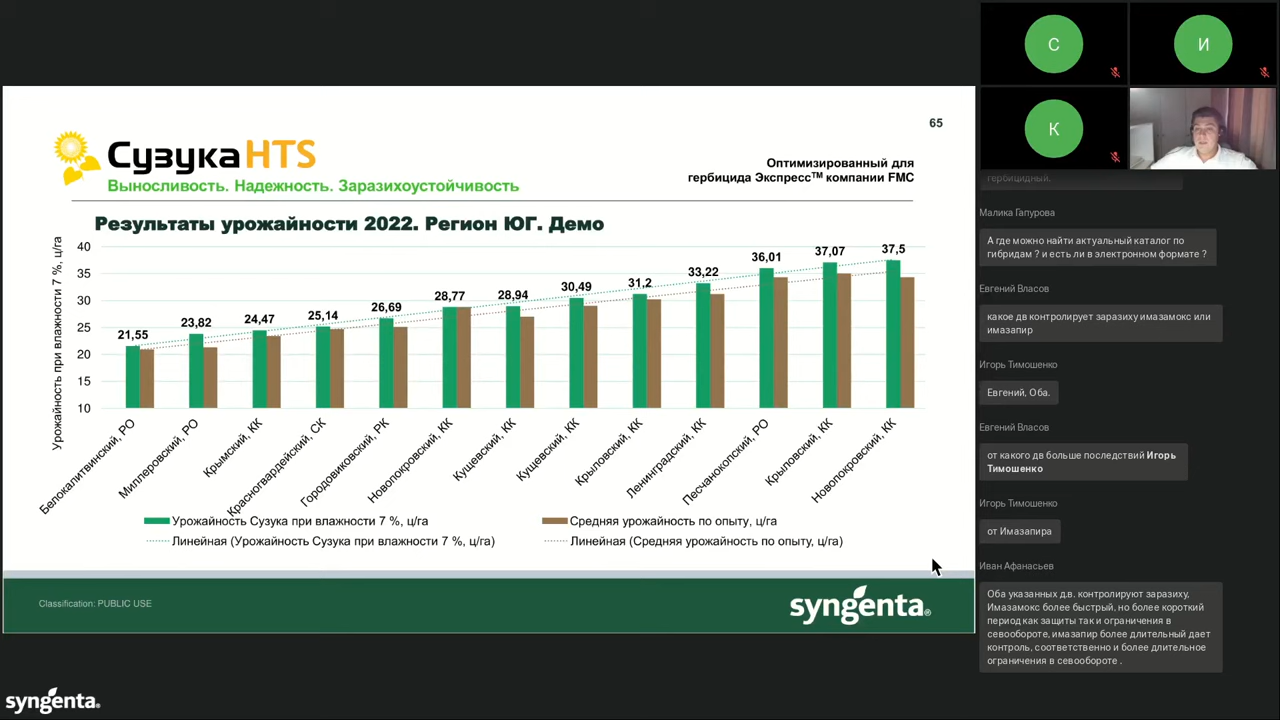 65
Сузука HTS
Выносливость. Надежность. Заразихоустойчивость
Оптимизированный для
гербицида Экспресс™ компании FMC
Результаты урожайности 2022. Регион ЮГ. Демо
Урожайность при влажности 7 %, ц/га
40
35
30
25
20
15
10
21,55
23,82
24,47
25,14
26,69
28,77
28,94
30,49
31,2
33,22
36,01
37,07
37,5
Белокалитвинский, РО
Миллеровский, РО
Крымский, КК
Красногвардейский, СК
Городовиковский, РК
Новопокровский, КК
Кущевский, КК
Кущевский, КК
Крыловский, КК
Ленинградский, КК
Песчанокопский, РО
Крыловский, КК
Новопокровский, КК
Урожайность Сузука при влажности 7 %, ц/га
Средняя урожайность по опыту, ц/га
Линейная (Урожайность Сузука при влажности 7 %, ц/га)
Линейная (Средняя урожайность по опыту, ц/га)
Classification: PUBLIC USE
syngenta®
syngenta®
С
И
К
гербицидный.
Малика Гапурова
А где можно найти актуальный каталог по
гибридам ? и есть ли в электронном формате ?
Евгений Власов
какое дв контролирует заразиху имазамокс или
имазапир
Игорь Тимошенко
Евгений, Оба.
Евгений Власов
от какого дв больше последствий Игорь
Тимошенко
Игорь Тимошенко
от Имазапира
Иван Афанасьев
Оба указанных д.в. контролируют заразиху,
Имазамокс более быстрый, но более короткий
период как защиты так и ограничения в
севообороте, имазапир более длительный дает
контроль, соответственно и более длительное
ограничения в севообороте .